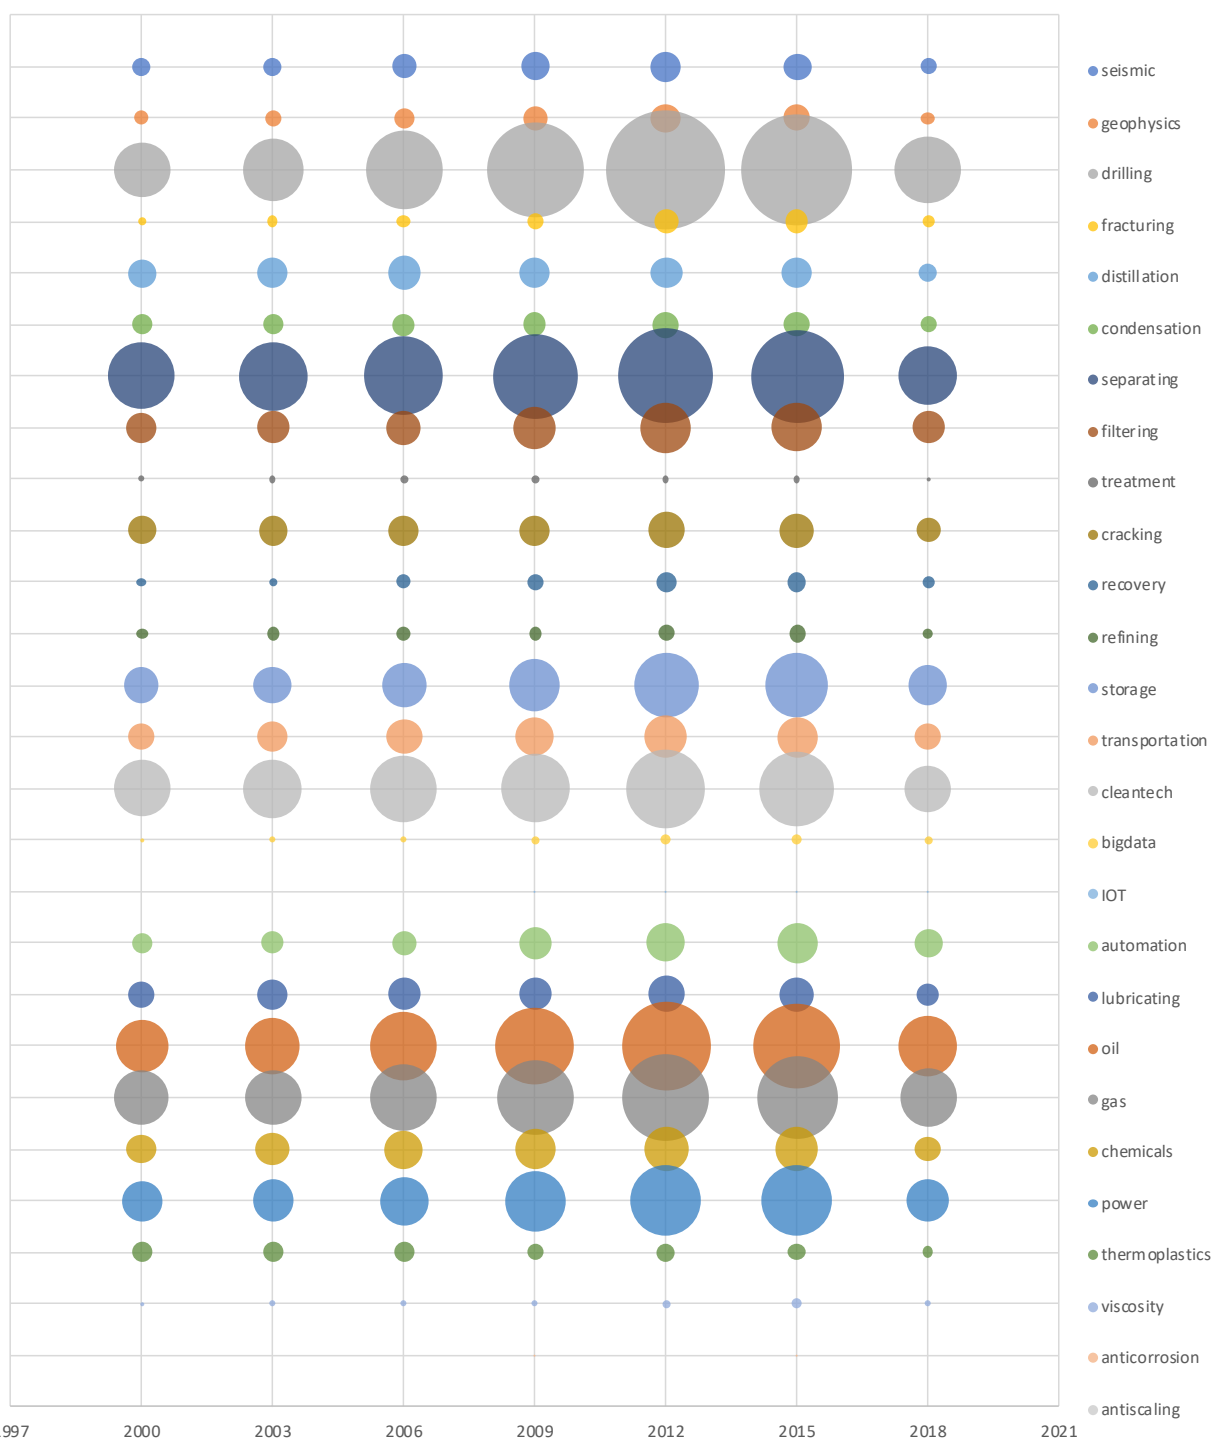 seismic
geophysics
drilling
fracturing
distillation
condensation
separating
filtering
treatment
cracking
recovery
refining
storage
transportation
cleantech
bigdata
IOT
automation
lubricating
oil
gas
chemicals
power
thermoplastics
viscosity
anticorrosion
antiscaling
1997 2000 2003 2006 2009 2012 2015 2018 2021